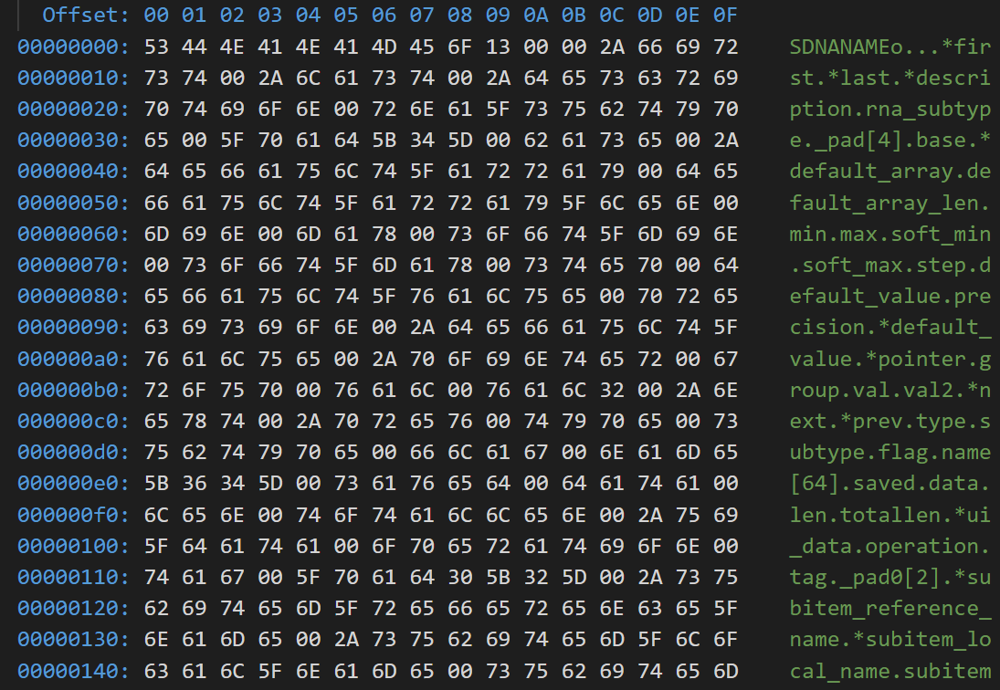 Offset: 00 01 02 03 04 05 06 07 08 09 0A 0B 0C 0D 0E 0F
00000000: 53 44 4E 41 4E 41 4D 45 6F 13 00 00 2A 66 69 72 SDNANAMEo...*fir
00000010: 73 74 00 2A 6C 61 73 74 00 2A 64 65 73 63 72 69 st.*last.*descri
00000020: 70 74 69 6F 6E 00 72 6E 61 5F 73 75 62 74 79 70 ption.rna_subtyp
00000030: 65 00 5F 70 61 64 5B 34 5D 00 62 61 73 65 00 2A e._pad[4].base.*
00000040: 64 65 66 61 75 6C 74 5F 61 72 72 61 79 00 64 65 default_array.de
00000050: 66 61 75 6C 74 5F 61 72 72 61 79 5F 6C 65 6E 00 fault_array_len.
00000060: 6D 69 6E 00 6D 61 78 00 73 6F 66 74 5F 6D 69 6E min.max.soft_min
00000070: 00 73 6F 66 74 5F 6D 61 78 00 73 74 65 70 00 64 .soft_max.step.d
00000080: 65 66 61 75 6C 74 5F 76 61 6C 75 65 00 70 72 65 efault_value.pre
00000090: 63 69 73 69 6F 6E 00 2A 64 65 66 61 75 6C 74 5F cision.*default_
000000a0: 76 61 6C 75 65 00 2A 70 6F 69 6E 74 65 72 00 67 value.*pointer.g
000000b0: 72 6F 75 70 00 76 61 6C 00 76 61 6C 32 00 2A 6E roup.val.val2.*n
000000c0: 65 78 74 00 2A 70 72 65 76 00 74 79 70 65 00 73 ext.*prev.type.s
000000d0: 75 62 74 79 70 65 00 66 6C 61 67 00 6E 61 6D 65 ubtype.flag.name
000000e0: 5B 36 34 5D 00 73 61 76 65 64 00 64 61 74 61 00 [64].saved.data.
000000f0: 6C 65 6E 00 74 6F 74 61 6C 6C 65 6E 00 2A 75 69 len.totallen.*ui
00000100: 5F 64 61 74 61 00 6F 70 65 72 61 74 69 6F 6E 00 _data.operation.
00000110: 74 61 67 00 5F 70 61 64 30 5B 32 5D 00 2A 73 75 tag._pad0[2].*su
00000120: 62 69 74 65 6D 5F 72 65 66 65 72 65 6E 63 65 5F bitem_reference_
00000130: 6E 61 6D 65 00 2A 73 75 62 69 74 65 6D 5F 6C 6F name.*subitem_lo
00000140: 63 61 6C 5F 6E 61 6D 65 00 73 75 62 69 74 65 6D cal_name.subitem